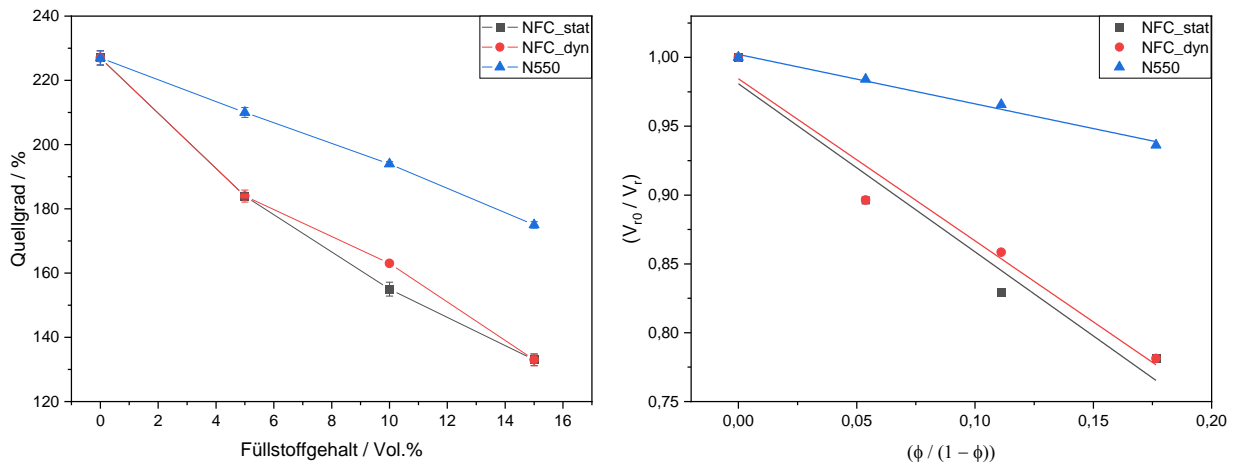 240
220
200
180
160
140
120
0
2
4
6
8
10
12
14
16
Quellgrad / %
Füllstoffgehalt / Vol.%
NFC_stat
NFC_dyn
N550
1,00
0,95
0,90
0,85
0,80
0,75
0,00
0,05
0,10
0,15
0,20
(Vr0 / Vr)
(ϕ / (1 − ϕ))
NFC_stat
NFC_dyn
N550